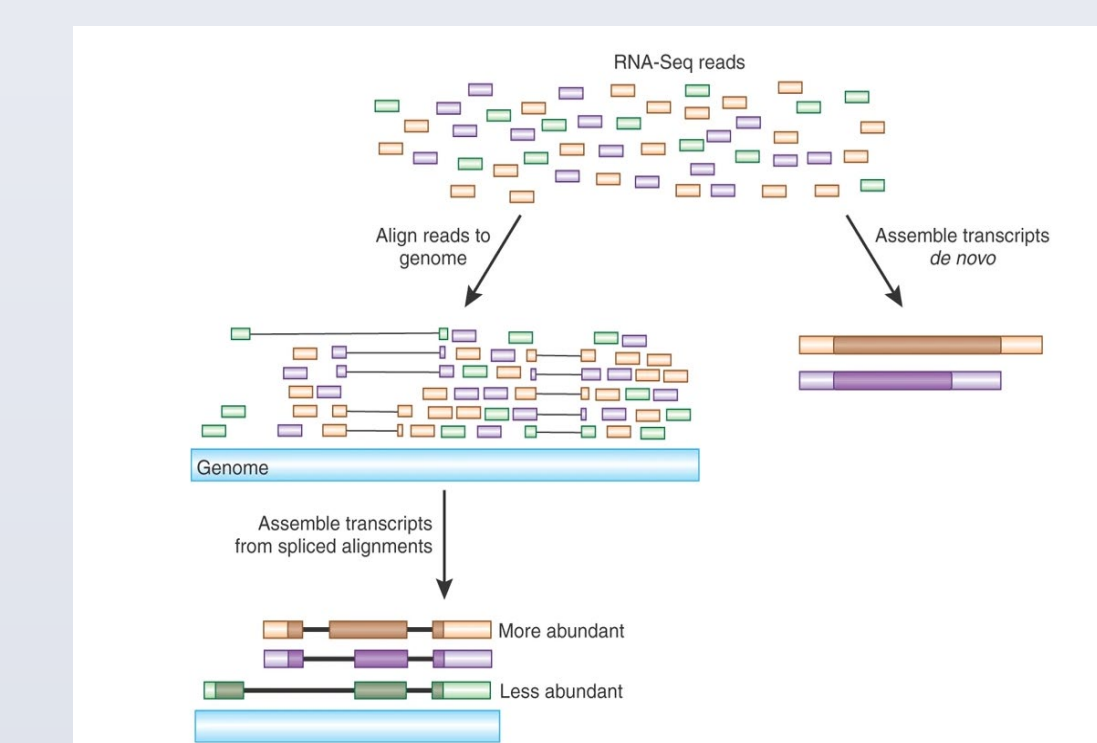 RNA-Seq reads
Align reads to
genome
Assemble transcripts
de novo
Genome
Assemble transcripts
from spliced alignments
More abundant
Less abundant